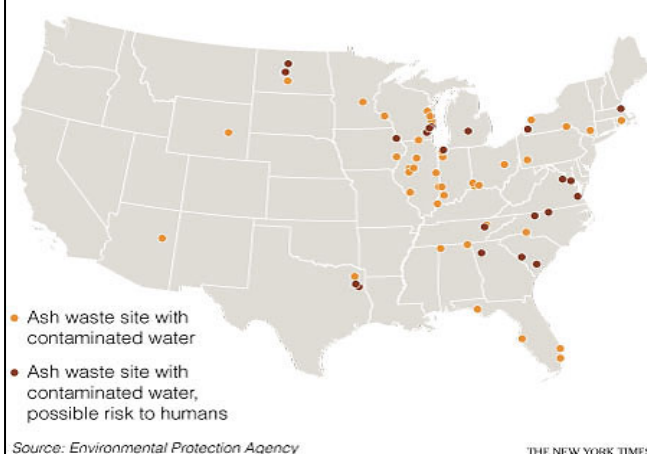 Ash waste site with
contaminated water
Ash waste site with
contaminated water,
possible risk to humans
Source: Environmental Protection Agency
THE NEW YORK TIMES